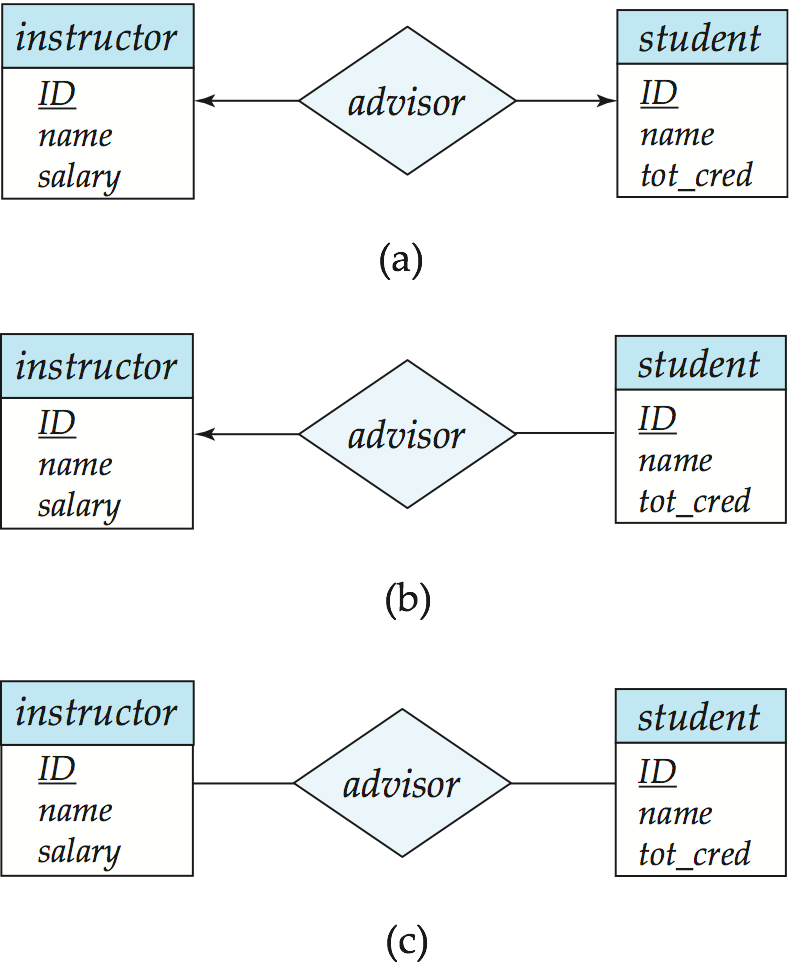 instructor
ID
name
salary
advisor
student
ID
name
tot_cred
(a)
instructor
ID
name
salary
advisor
student
ID
name
tot_cred
(b)
instructor
ID
name
salary
advisor
student
ID
name
tot_cred
(c)